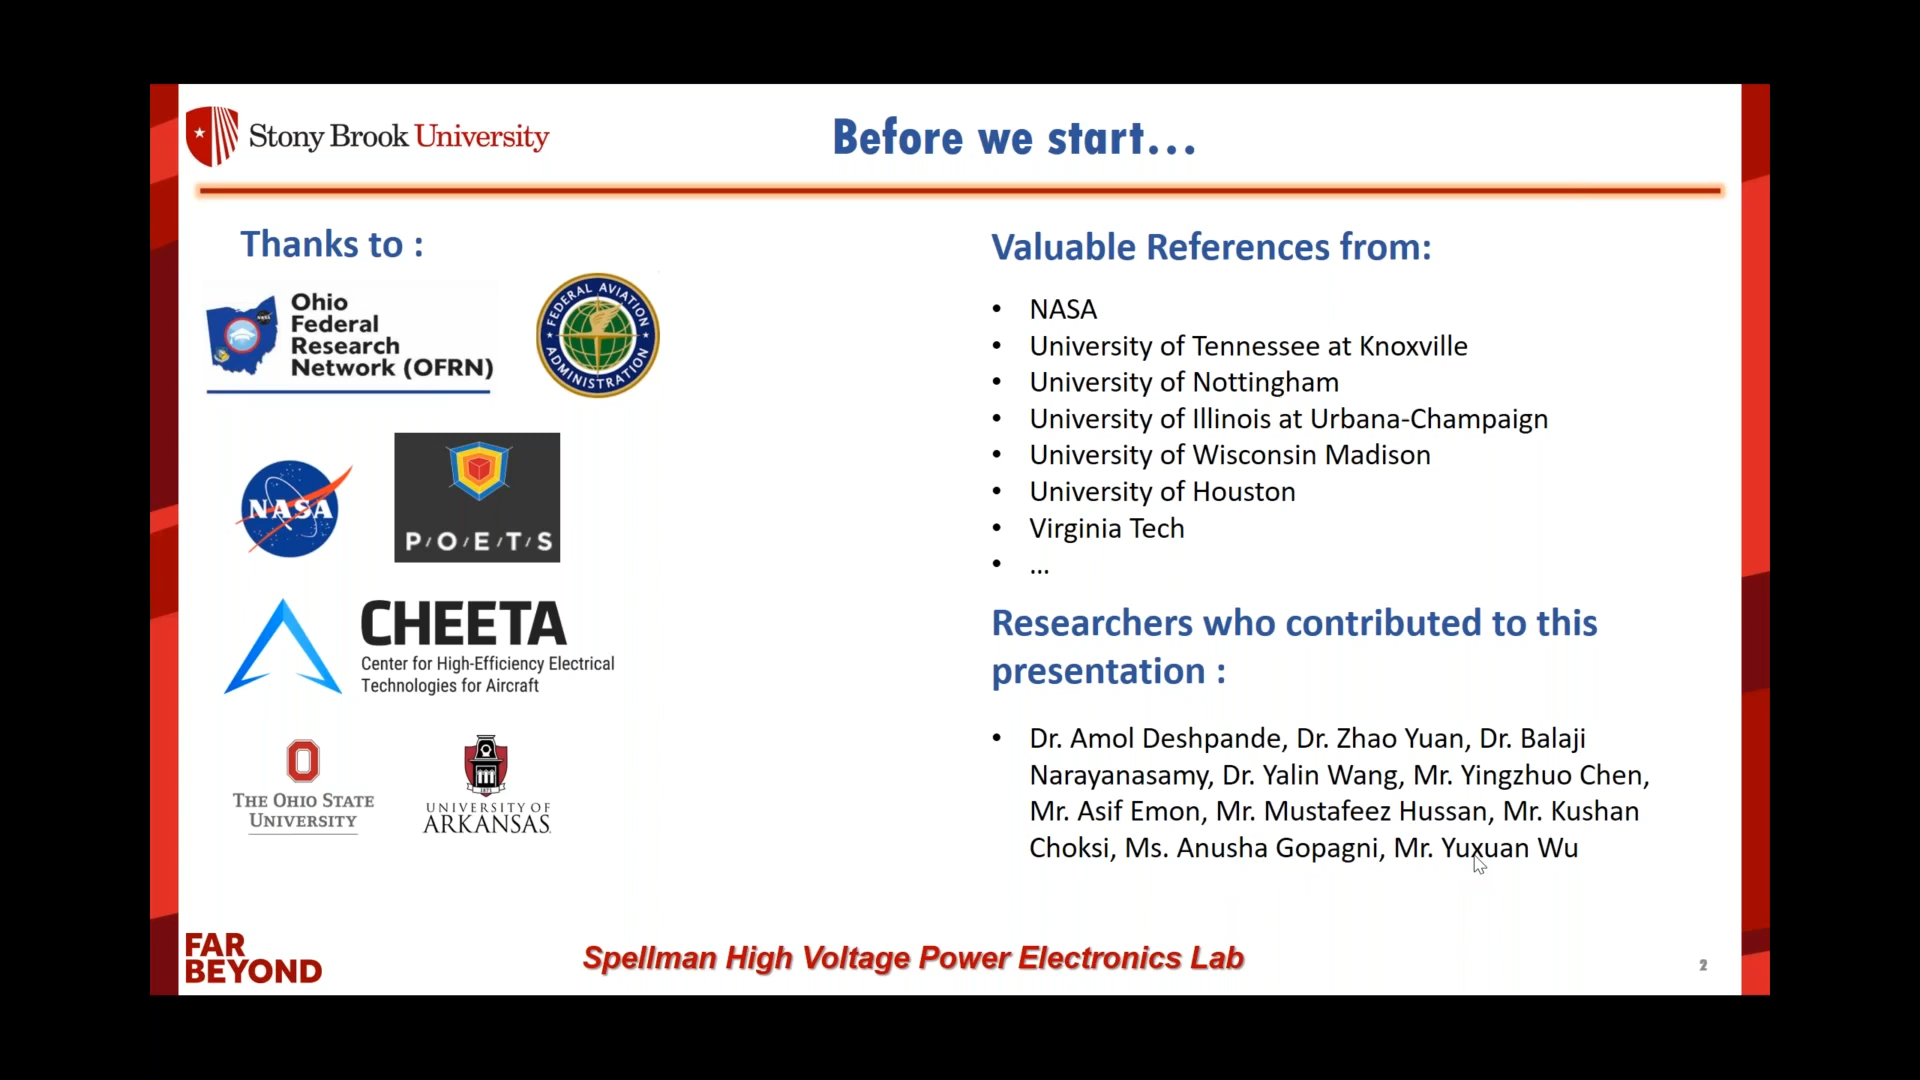 Stony Brook University
Before we start...
Thanks to :
Ohio
Federal
Research
Network (OFRN)
FEDERAL AVIATION
ADMINISTRATION
NASA
P/O/E/T/S
CHEETA
Center for High-Efficiency Electrical
Technologies for Aircraft
THE OHIO STATE
UNIVERSITY
UNIVERSITY OF
ARKANSAS
Valuable References from:
• NASA
• University of Tennessee at Knoxville
• University of Nottingham
• University of Illinois at Urbana-Champaign
• University of Wisconsin Madison
• University of Houston
• Virginia Tech
• ...
Researchers who contributed to this
presentation :
• Dr. Amol Deshpande, Dr. Zhao Yuan, Dr. Balaji
Narayanasamy, Dr. Yalin Wang, Mr. Yingzhuo Chen,
Mr. Asif Emon, Mr. Mustafeez Hussan, Mr. Kushan
Choksi, Ms. Anusha Gopagni, Mr. Yuxuan Wu
FAR
BEYOND
Spellman High Voltage Power Electronics Lab
2